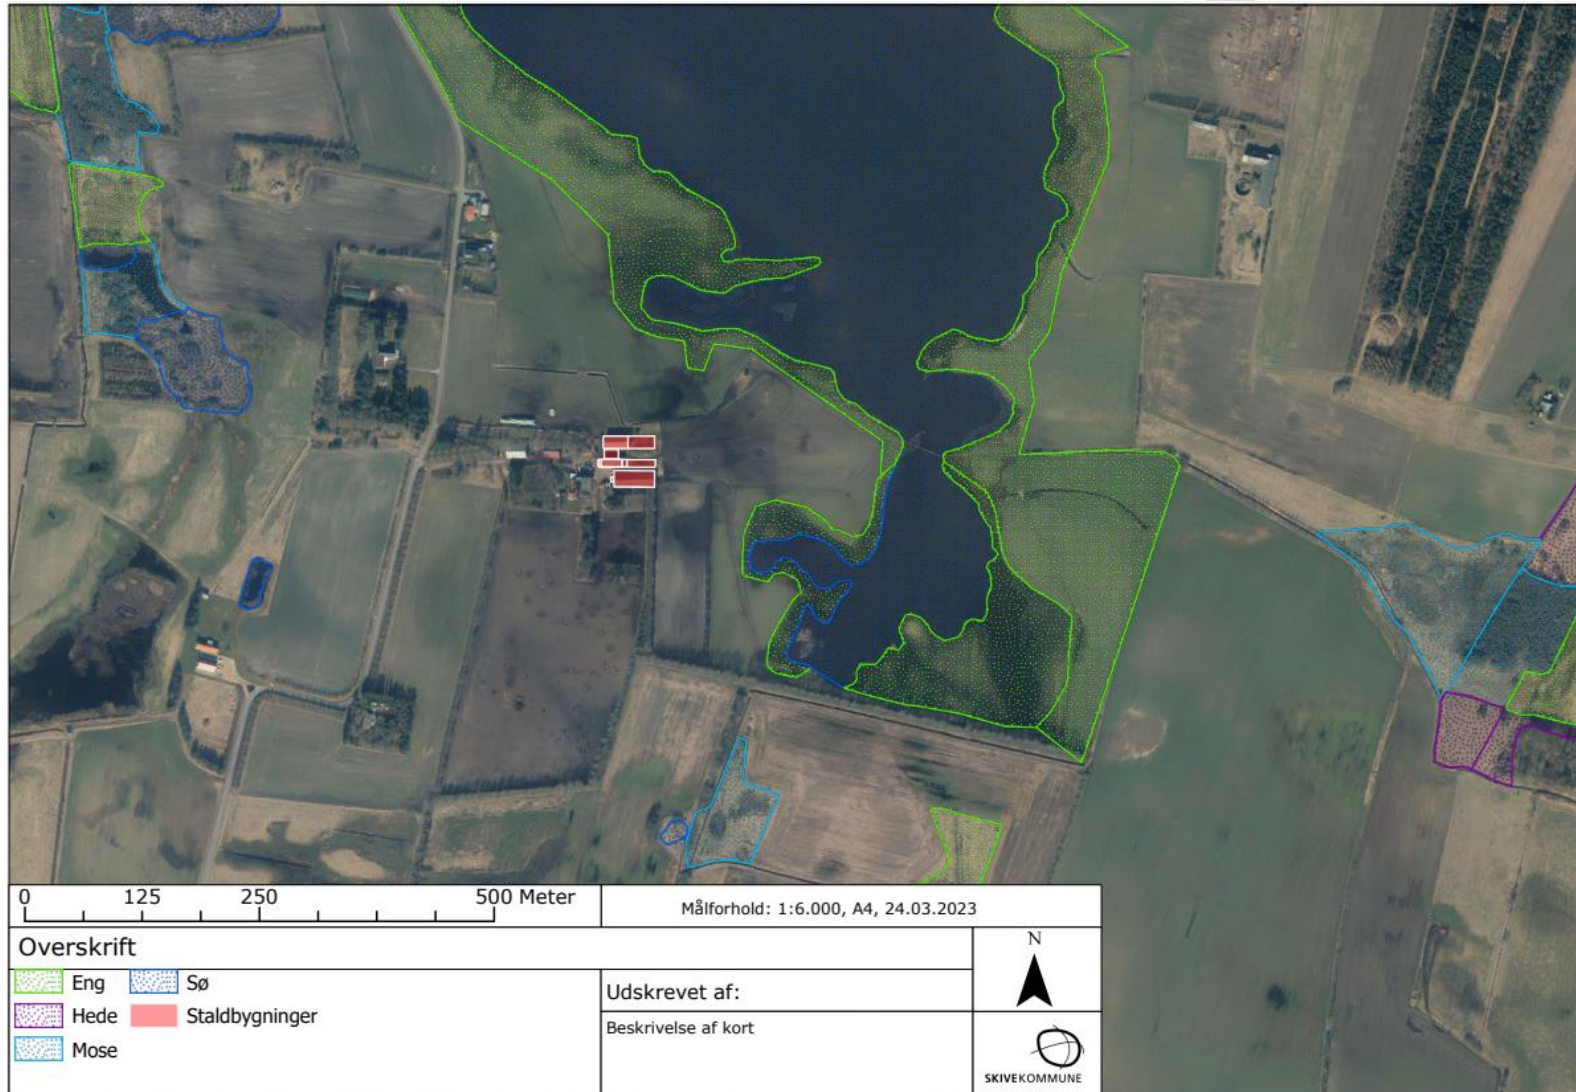 0 125 250 500 Meter
Målforhold: 1:6.000, A4, 24.03.2023
Overskrift
N
Eng Sø
Hede Staldbygninger
Mose
Udskrevet af:
Beskrivelse af kort
SKIVEKOMMUNE